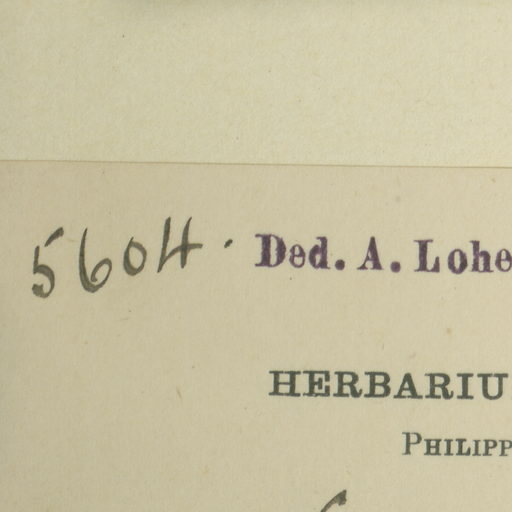 5604. Ded. A. Lohe
HERBARIU
PHILIPP